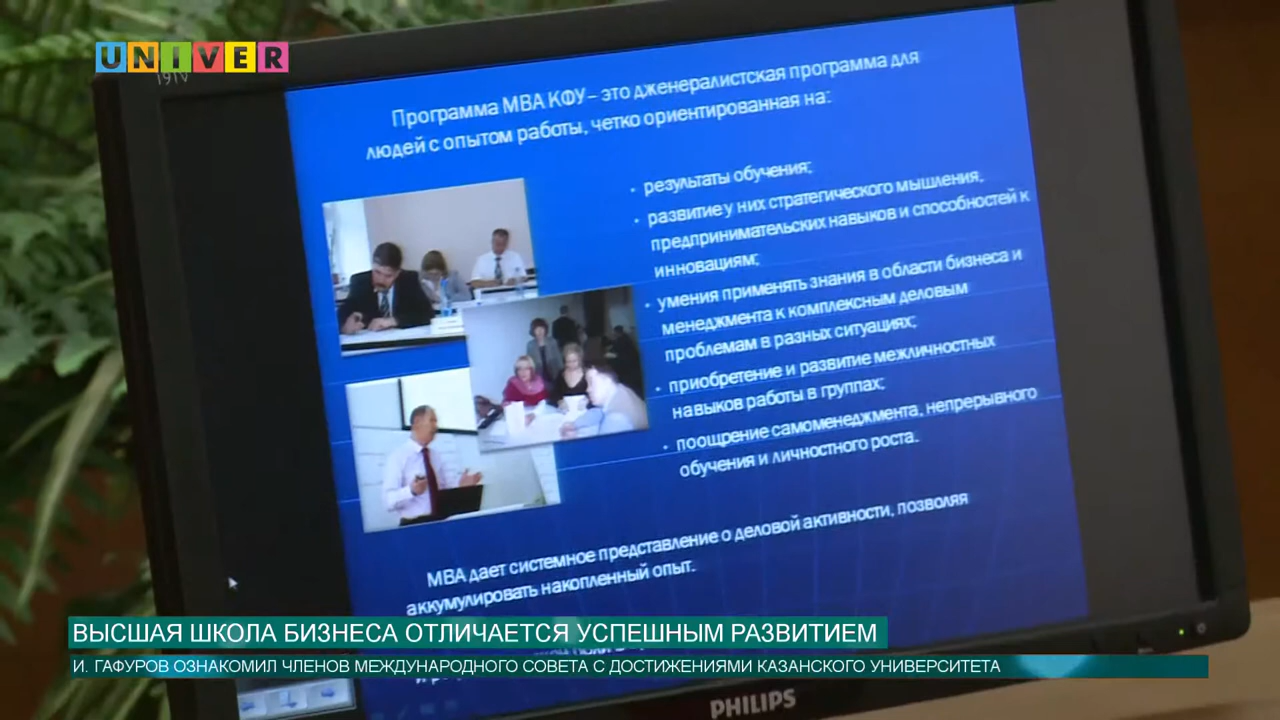 UNIVER
Программа МВА КФУ – это дженералистская программа для
людей с опытом работы, четко ориентированная на:
• результаты обучения;
• развитие у них стратегического мышления,
предпринимательских навыков и способностей к
инновациям;
• умения применять знания в области бизнеса и
менеджмента к комплексным деловым
проблемам в разных ситуациях;
• приобретение и развитие межличностных
навыков работы в группах;
• поощрение самоменеджмента, непрерывного
обучения и личностного роста.
МВА дает системное представление о деловой активности, позволяя
аккумулировать накопленный опыт.
ВЫСШАЯ ШКОЛА БИЗНЕСА ОТЛИЧАЕТСЯ УСПЕШНЫМ РАЗВИТИЕМ
И. ГАФУРОВ ОЗНАКОМИЛ ЧЛЕНОВ МЕЖДУНАРОДНОГО СОВЕТА С ДОСТИЖЕНИЯМИ КАЗАНСКОГО УНИВЕРСИТЕТА
PHILIPS